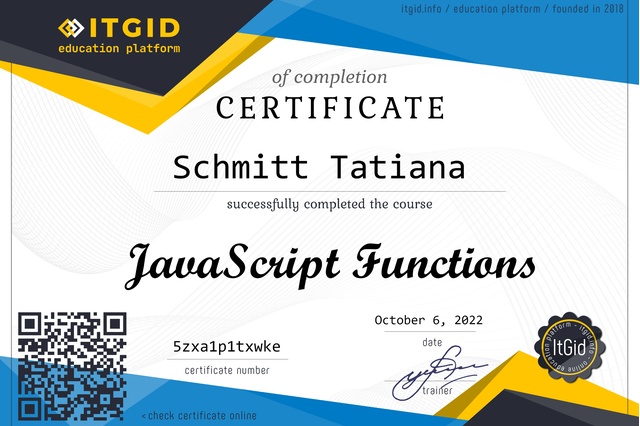 ITGID
education platform
itgid.info / education platform / founded in 2018
of completion
CERTIFICATE
Schmitt Tatiana
successfully completed the course
JavaScript Functions
October 6, 2022
date
5zxa1p1txwke
certificate number
trainer
< check certificate online
education platform - itgid.info - online
ItGid